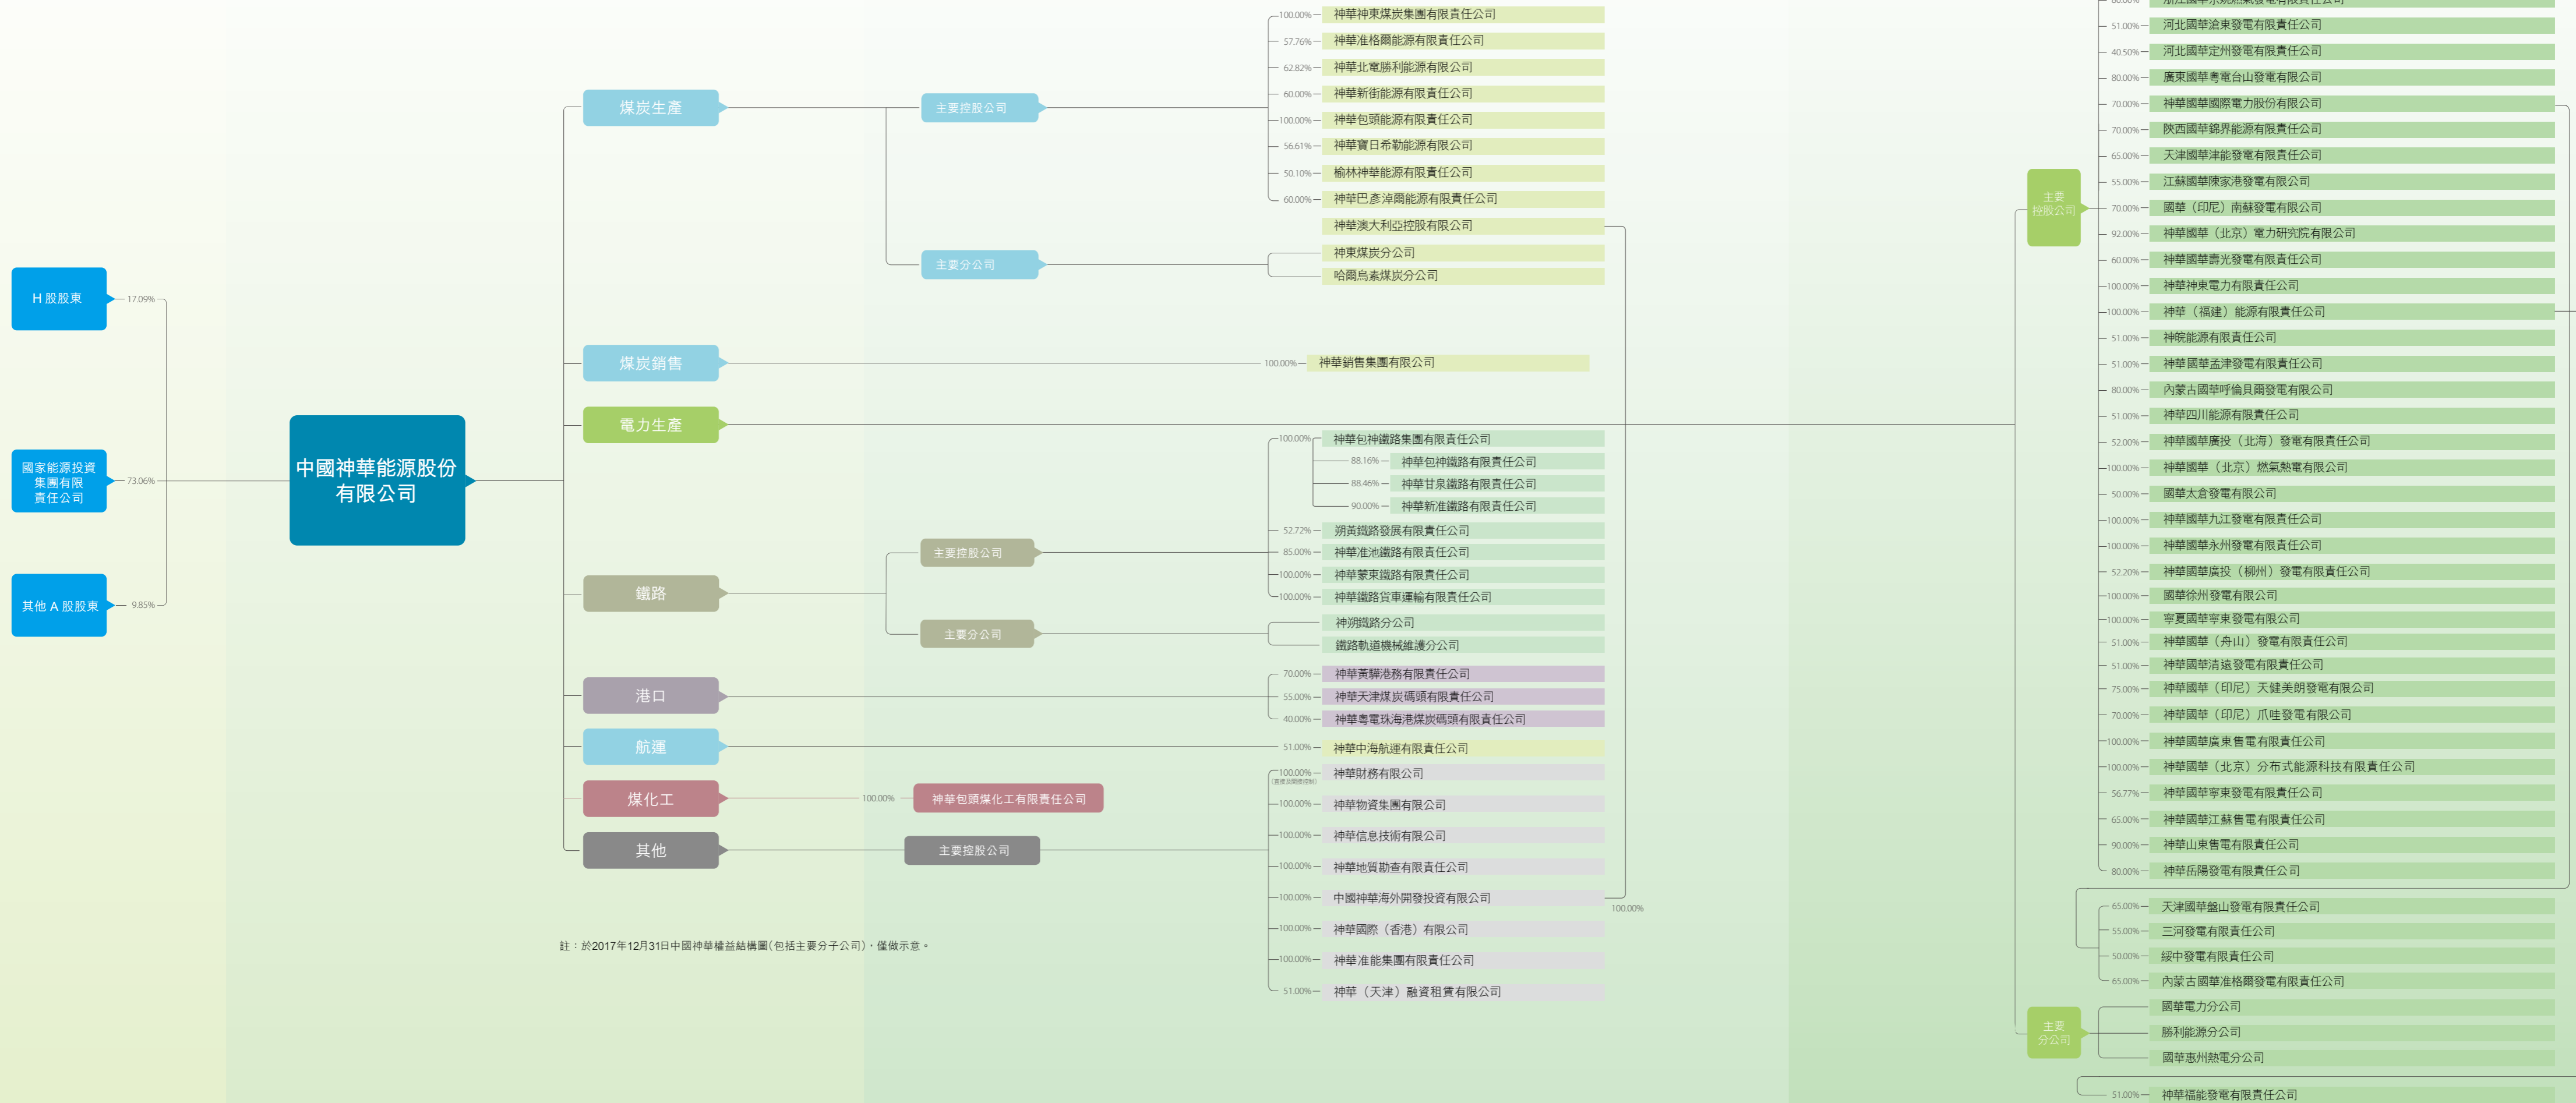 H 股股東
17.09%
國家能源投資
集團有限
責任公司
73.06%
其他 A 股股東
9.85%
中國神華能源股份
有限公司
煤炭生產
主要控股公司
100.00% 神華神東煤炭集團有限責任公司
57.76% 神華准格爾能源有限責任公司
62.82% 神華北電勝利能源有限公司
60.00% 神華新街能源有限責任公司
100.00% 神華包頭能源有限責任公司
56.61% 神華寶日希勒能源有限公司
50.10% 榆林神華能源有限責任公司
60.00% 神華巴彥淖爾能源有限責任公司
神華澳大利亞控股有限公司
主要分公司
神東煤炭分公司
哈爾烏素煤炭分公司
煤炭銷售
100.00% 神華銷售集團有限公司
電力生產
鐵路
主要控股公司
100.00% 神華包神鐵路集團有限責任公司
88.16% 神華包神鐵路有限責任公司
88.46% 神華甘泉鐵路有限責任公司
90.00% 神華新准鐵路有限責任公司
52.72% 朔黃鐵路發展有限責任公司
85.00% 神華准池鐵路有限責任公司
100.00% 神華蒙東鐵路有限責任公司
100.00% 神華鐵路貨車運輸有限責任公司
主要分公司
神朔鐵路分公司
鐵路軌道機械維護分公司
港口
70.00% 神華黃驊港務有限責任公司
55.00% 神華天津煤炭碼頭有限責任公司
40.00% 神華粵電珠海港煤炭碼頭有限責任公司
航運
51.00% 神華中海航運有限責任公司
煤化工
100.00%
神華包頭煤化工有限責任公司
其他
主要控股公司
100.00% 神華財務有限公司
(直接及間接控制)
100.00% 神華物資集團有限公司
100.00% 神華信息技術有限公司
100.00% 神華地質勘查有限責任公司
100.00% 中國神華海外開發投資有限公司
100.00%
100.00% 神華國際（香港）有限公司
100.00% 神華准能集團有限責任公司
51.00% 神華（天津）融資租賃有限公司
註：於2017年12月31日中國神華權益結構圖(包括主要分子公司)，僅做示意。
主要
控股公司
51.00% 河北國華滄東發電有限責任公司
40.50% 河北國華定州發電有限責任公司
80.00% 廣東國華粵電台山發電有限公司
70.00% 神華國華國際電力股份有限公司
70.00% 陝西國華錦界能源有限責任公司
65.00% 天津國華津能發電有限責任公司
55.00% 江蘇國華陳家港發電有限公司
70.00% 國華（印尼）南蘇發電有限公司
92.00% 神華國華（北京）電力研究院有限公司
60.00% 神華國華壽光發電有限責任公司
100.00% 神華神東電力有限責任公司
100.00% 神華（福建）能源有限責任公司
51.00% 神皖能源有限責任公司
51.00% 神華國華孟津發電有限責任公司
80.00% 內蒙古國華呼倫貝爾發電有限公司
51.00% 神華四川能源有限責任公司
52.00% 神華國華廣投（北海）發電有限責任公司
100.00% 神華國華（北京）燃氣熱電有限公司
50.00% 國華太倉發電有限公司
100.00% 神華國華九江發電有限責任公司
100.00% 神華國華永州發電有限責任公司
52.20% 神華國華廣投（柳州）發電有限責任公司
100.00% 國華徐州發電有限公司
100.00% 寧夏國華寧東發電有限公司
51.00% 神華國華（舟山）發電有限責任公司
51.00% 神華國華清遠發電有限責任公司
75.00% 神華國華（印尼）天健美朗發電有限公司
70.00% 神華國華（印尼）爪哇發電有限公司
100.00% 神華國華廣東售電有限責任公司
100.00% 神華國華（北京）分布式能源科技有限責任公司
56.77% 神華國華寧東發電有限責任公司
65.00% 神華國華江蘇售電有限責任公司
90.00% 神華山東售電有限責任公司
80.00% 神華岳陽發電有限責任公司
65.00% 天津國華盤山發電有限責任公司
55.00% 三河發電有限責任公司
50.00% 綏中發電有限責任公司
65.00% 內蒙古國華准格爾發電有限責任公司
主要
分公司
國華電力分公司
勝利能源分公司
國華惠州熱電分公司
51.00% 神華福能發電有限責任公司